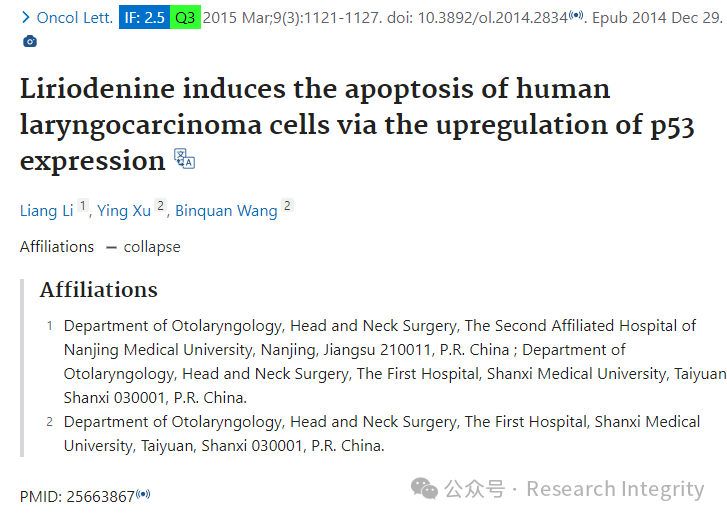 Oncol Lett. IF: 2.5 Q3 2015 Mar;9(3):1121-1127. doi: 10.3892/ol.2014.2834. Epub 2014 Dec 29.
Liriodenine induces the apoptosis of human
laryngocarcinoma cells via the upregulation of p53
expression
Liang Li 1, Ying Xu 2, Binquan Wang 2
Affiliations — collapse
Affiliations
1 Department of Otolaryngology, Head and Neck Surgery, The Second Affiliated Hospital of
Nanjing Medical University, Nanjing, Jiangsu 210011, P.R. China ; Department of
Otolaryngology, Head and Neck Surgery, The First Hospital, Shanxi Medical University, Taiyuan
Shanxi 030001, P.R. China.
2 Department of Otolaryngology, Head and Neck Surgery, The First Hospital, Shanxi Medical
University, Taiyuan, Shanxi 030001, P.R. China.
公众号 · Research Integrity
PMID: 25663867